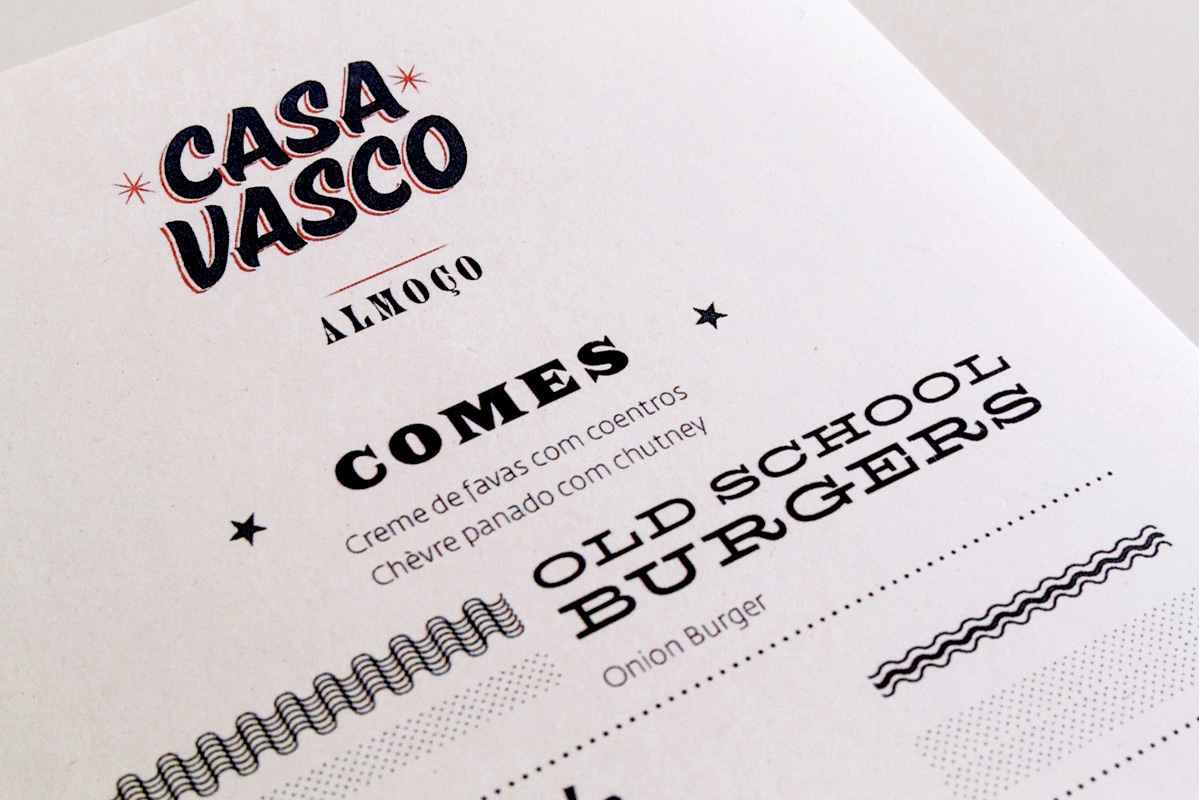 CASA
VASCO
ALMOÇO
COMES
Creme de favas com coentros
Chèvre panado com chutney
OLD SCHOOL
BURGERS
Onion Burger